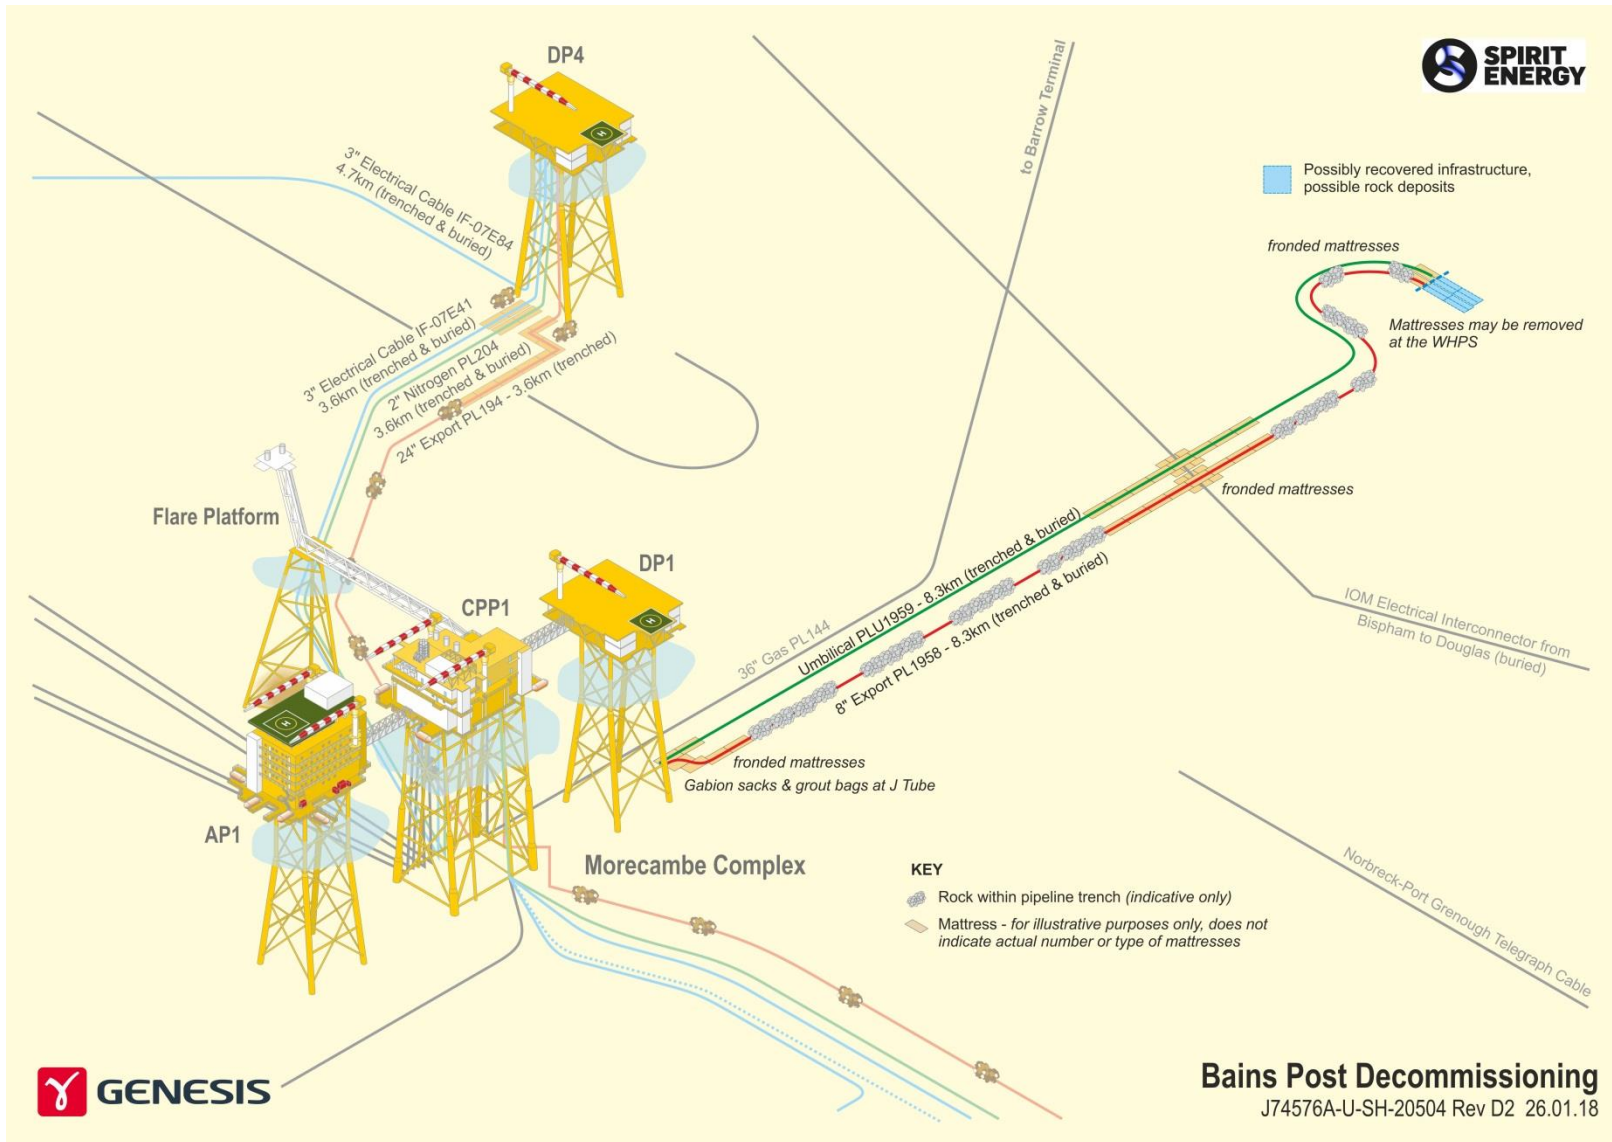 DP4
SPIRIT
ENERGY
to Barrow Terminal
3" Electrical Cable IF-07E84
4.7km (trenched & buried)
Possibly recovered infrastructure,
possible rock deposits
fronded mattresses
Mattresses may be removed
at the WHPS
3" Electrical Cable IF-07E41
3.6km (trenched & buried)
2" Nitrogen PL204
3.6km (trenched & buried)
24" Export PL194 - 3.6km (trenched)
fronded mattresses
Flare Platform
DP1
CPP1
Umbilical PLU1959 - 8.3km (trenched & buried)
8" Export PL1958 - 8.3km (trenched & buried)
36" Gas PL144
IOM Electrical Interconnector from
Bispham to Douglas (buried)
H
H
H
fronded mattresses
Gabion sacks & grout bags at J Tube
AP1
Morecambe Complex
KEY
Rock within pipeline trench (indicative only)
Mattress - for illustrative purposes only, does not
indicate actual number or type of mattresses
Norbreck-Port Grenough Telegraph Cable
GENESIS
Bains Post Decommissioning
J74576A-U-SH-20504 Rev D2 26.01.18